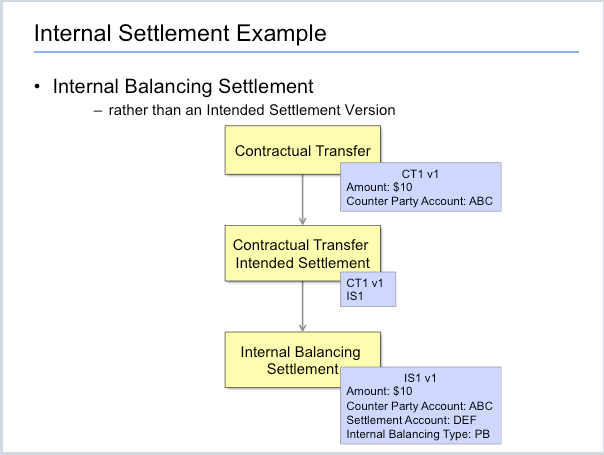 Internal Settlement Example
• Internal Balancing Settlement
– rather than an Intended Settlement Version
Contractual Transfer
CT1 v1
Amount: $10
Counter Party Account: ABC
Contractual Transfer
Intended Settlement
CT1 v1
IS1
Internal Balancing
Settlement
IS1 v1
Amount: $10
Counter Party Account: ABC
Settlement Account: DEF
Internal Balancing Type: PB